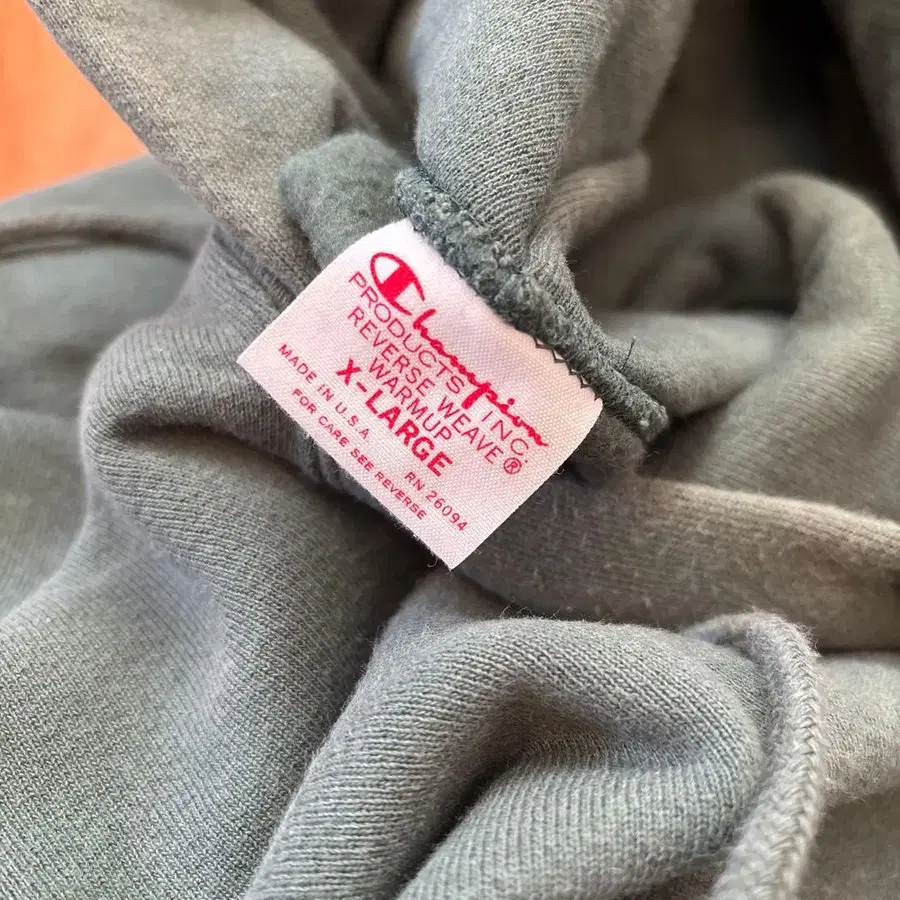 Champion
PRODUCTS, INC.
REVERSE WEAVE®
WARMUP
X-LARGE
MADE IN U.S.A. RN 26094
FOR CARE SEE REVERSE